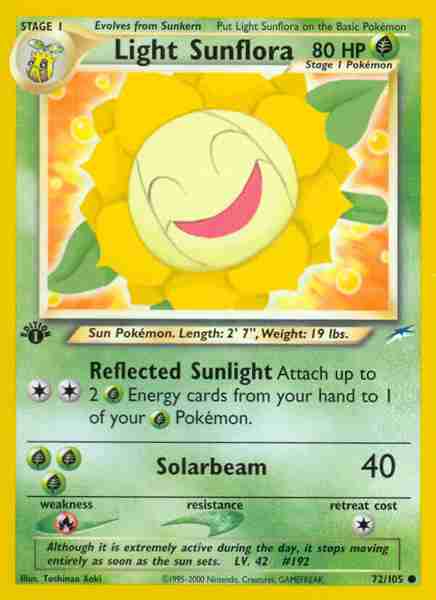 STAGE 1 Evolves from Sunkern Put Light Sunflora on the Basic Pokémon
Light Sunflora 80 HP
Stage 1 Pokémon
EDITION
1
Sun Pokémon. Length: 2' 7", Weight: 19 lbs.
Reflected Sunlight Attach up to
2 Energy cards from your hand to 1
of your Pokémon.
Solarbeam 40
weakness resistance retreat cost
Although it is extremely active during the day, it stops moving
entirely as soon as the sun sets. LV. 42 #192
Illus. Toshinao Aoki ©1995-2000 Nintendo, Creatures, GAMEFREAK. 72/105